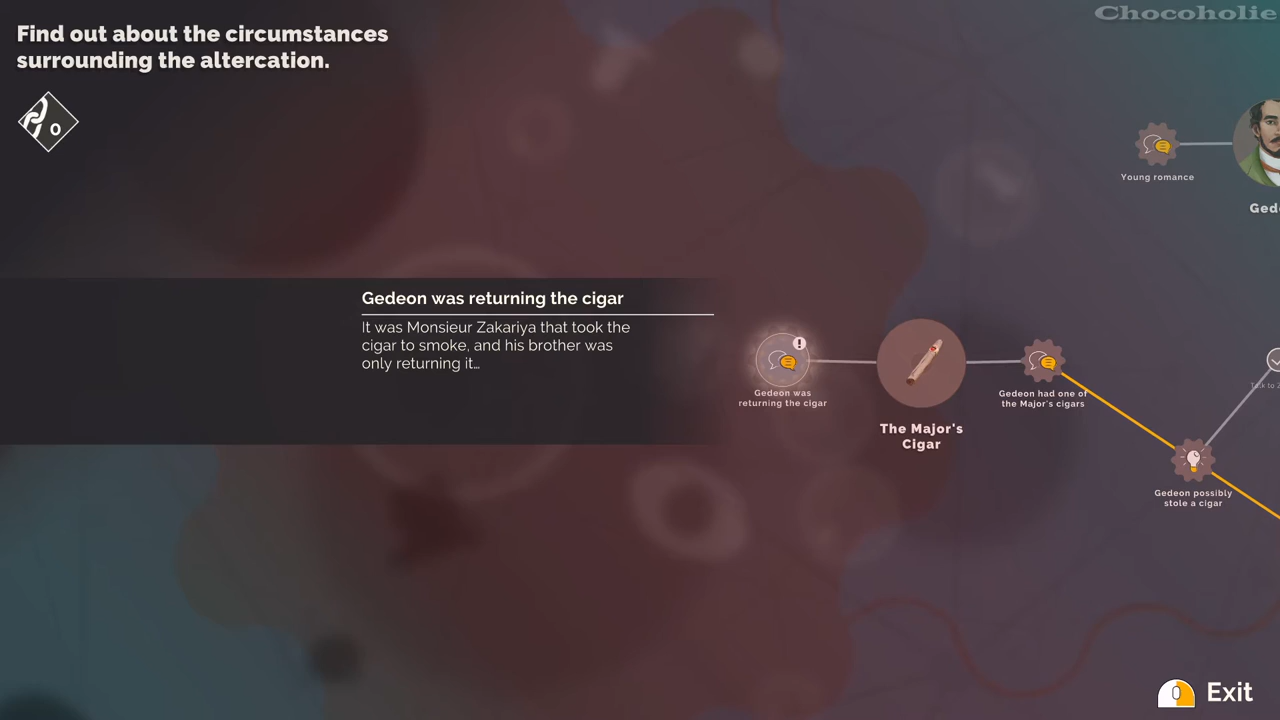 Chocoholie
Find out about the circumstances
surrounding the altercation.
0
Young romance
Ged
Gedeon was returning the cigar
It was Monsieur Zakariya that took the
cigar to smoke, and his brother was
only returning it...
Gedeon was
returning the cigar
The Major's
Cigar
Gedeon had one of
the Major's cigars
Gedeon possibly
stole a cigar
Exit